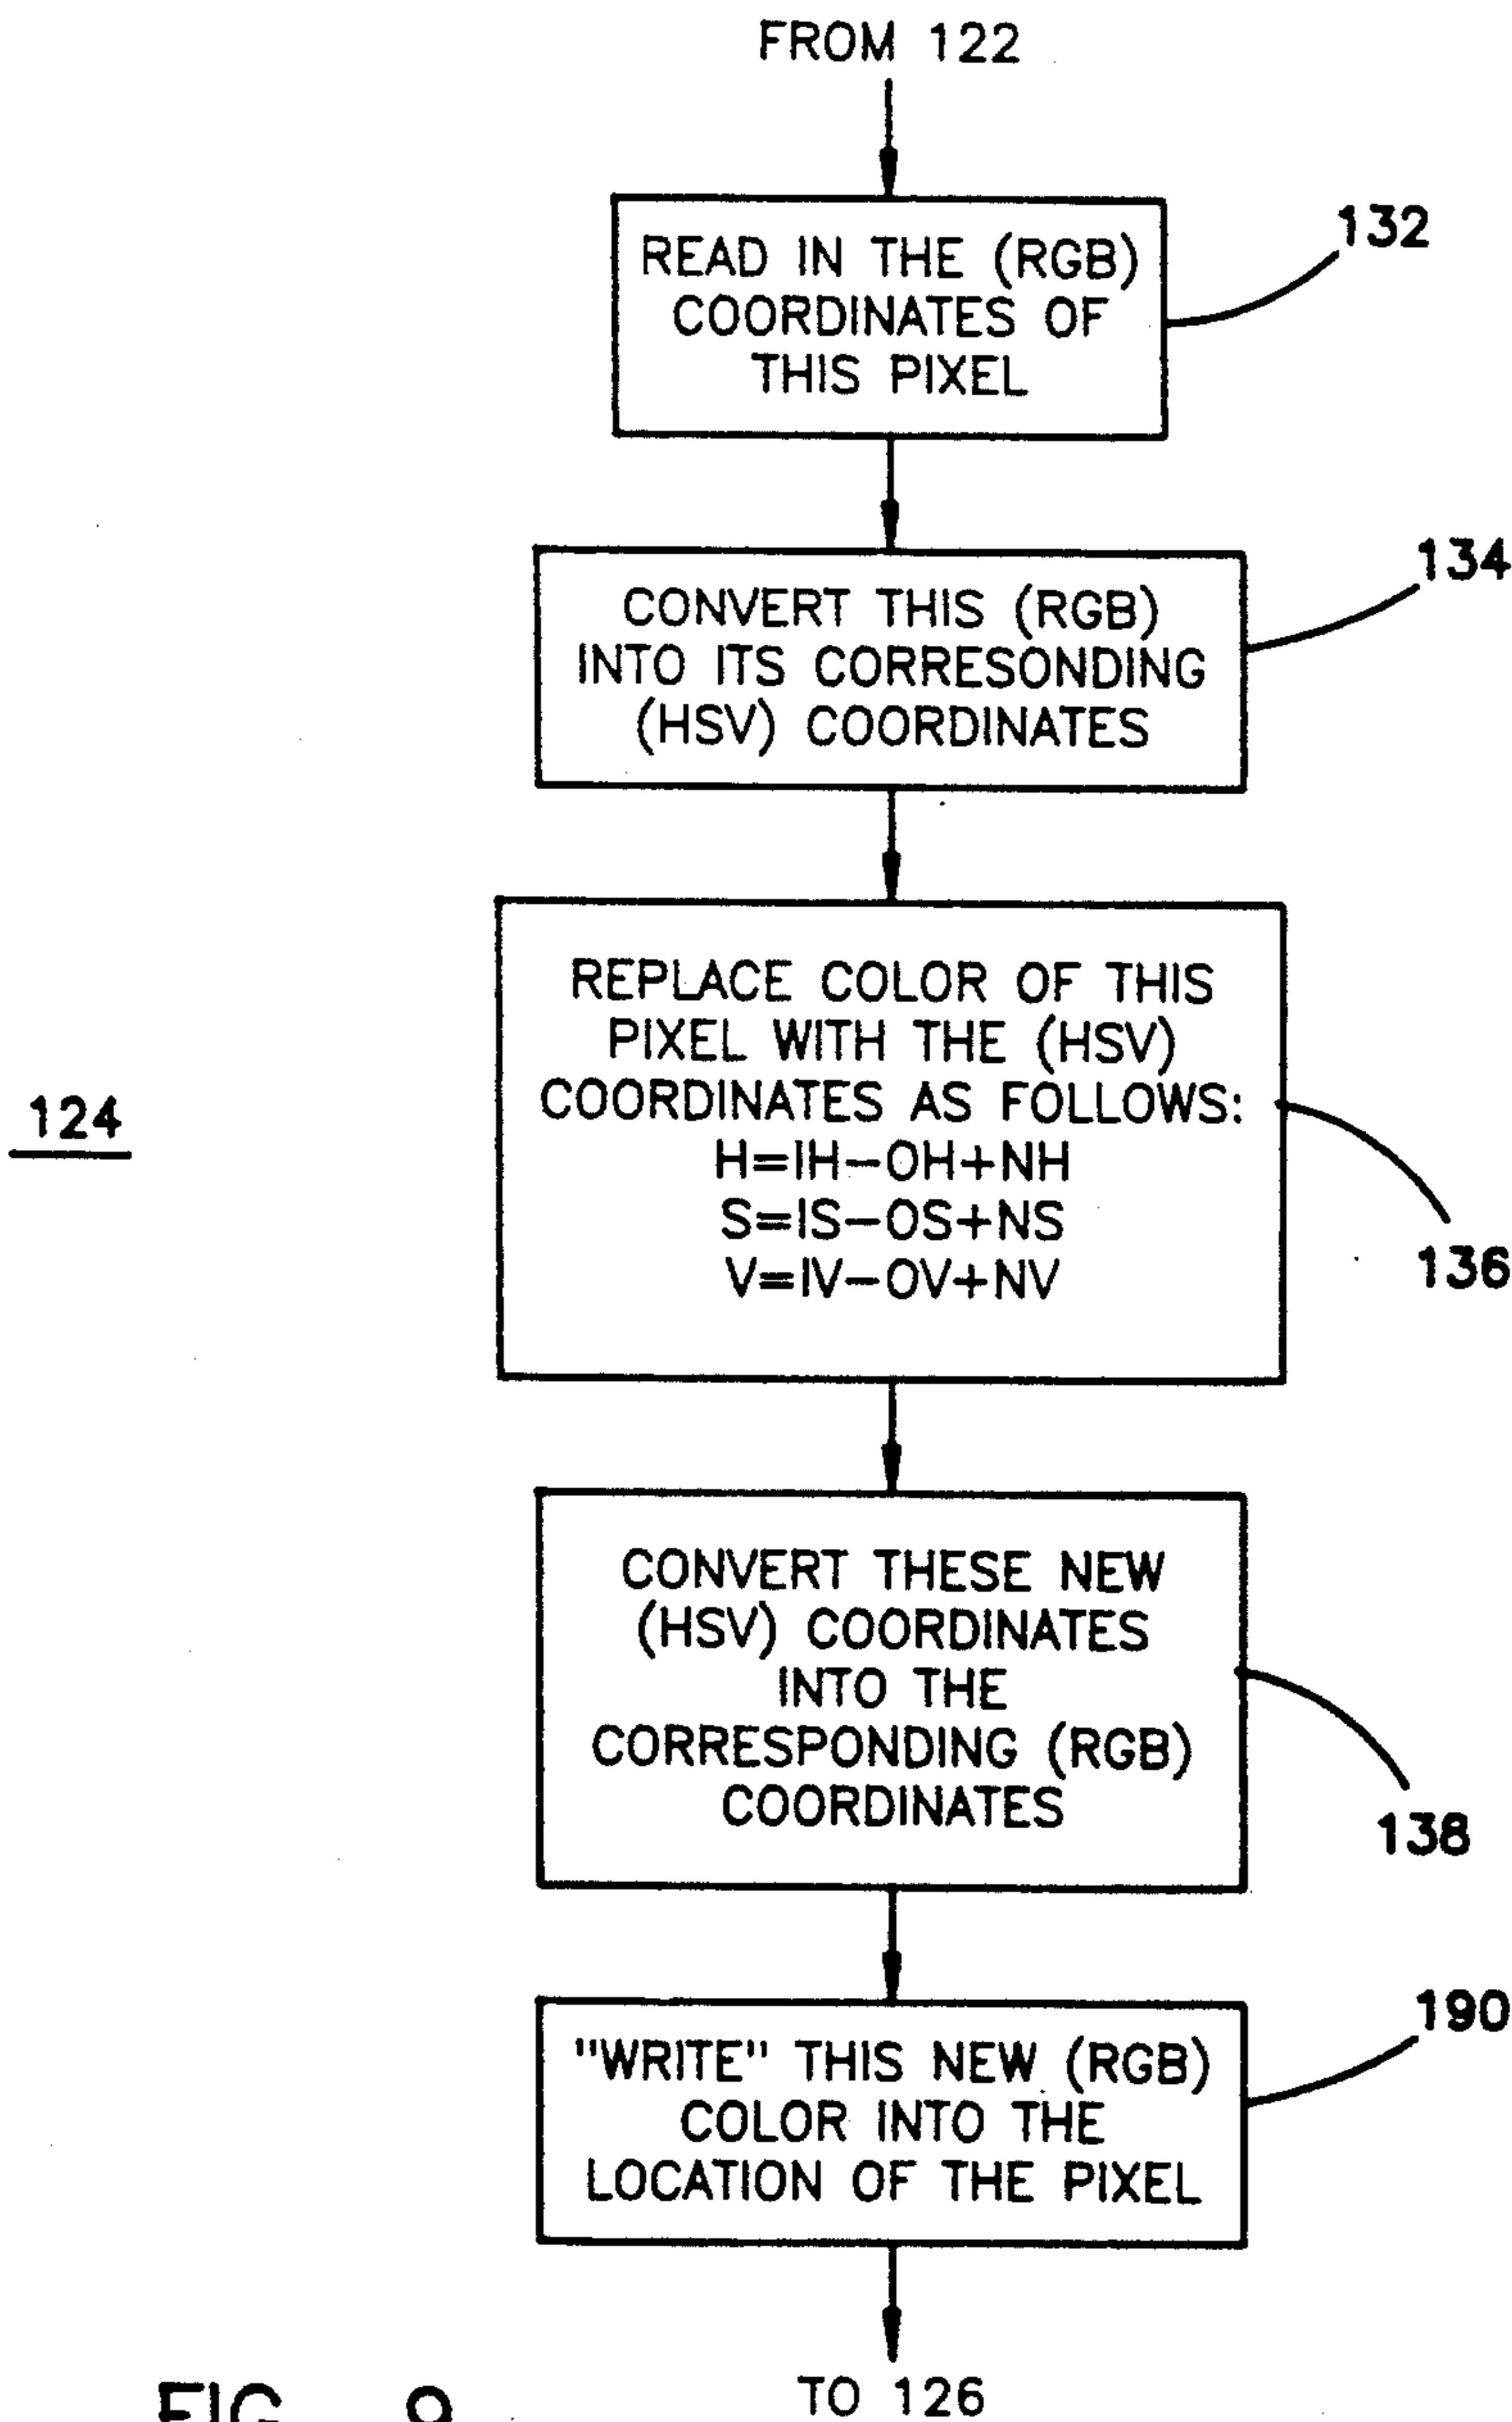 FROM 122
READ IN THE (RGB)
COORDINATES OF
THIS PIXEL
132
CONVERT THIS (RGB)
INTO ITS CORRESONDING
(HSV) COORDINATES
134
REPLACE COLOR OF THIS
PIXEL WITH THE (HSV)
COORDINATES AS FOLLOWS:
H=IH-OH+NH
S=IS-OS+NS
V=IV-OV+NV
124
136
CONVERT THESE NEW
(HSV) COORDINATES
INTO THE
CORRESPONDING (RGB)
COORDINATES
138
"WRITE" THIS NEW (RGB)
COLOR INTO THE
LOCATION OF THE PIXEL
190
TO 126
FIG. 9